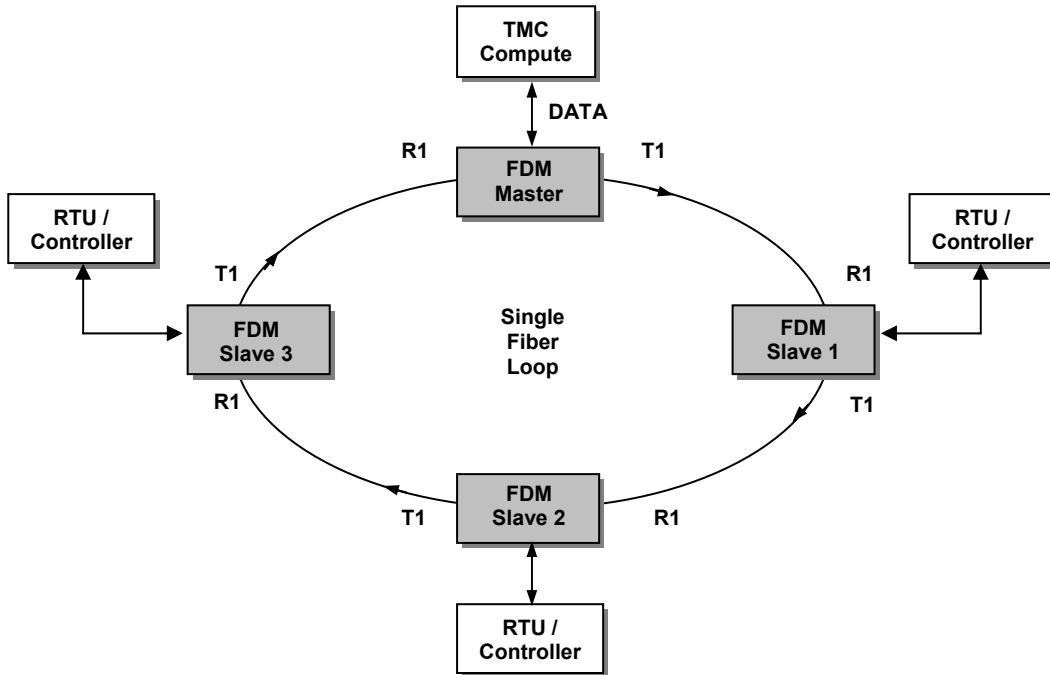 TMC
Compute
DATA
R1
T1
FDM
Master
RTU /
Controller
RTU /
Controller
T1
R1
FDM
Slave 3
Single
Fiber
Loop
FDM
Slave 1
R1
T1
FDM
Slave 2
T1
R1
RTU /
Controller